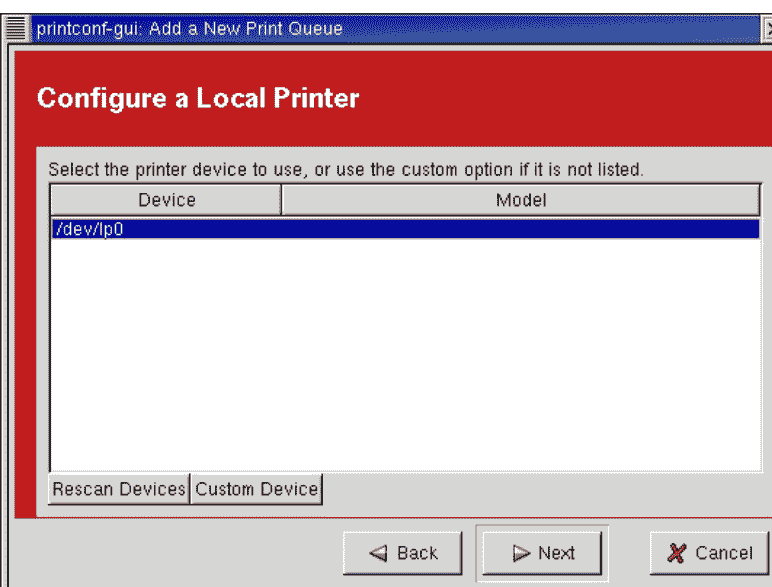 printconf-gui: Add a New Print Queue
Configure a Local Printer
Select the printer device to use, or use the custom option if it is not listed.
Device Model
/dev/lp0
Rescan Devices Custom Device
Back Next Cancel